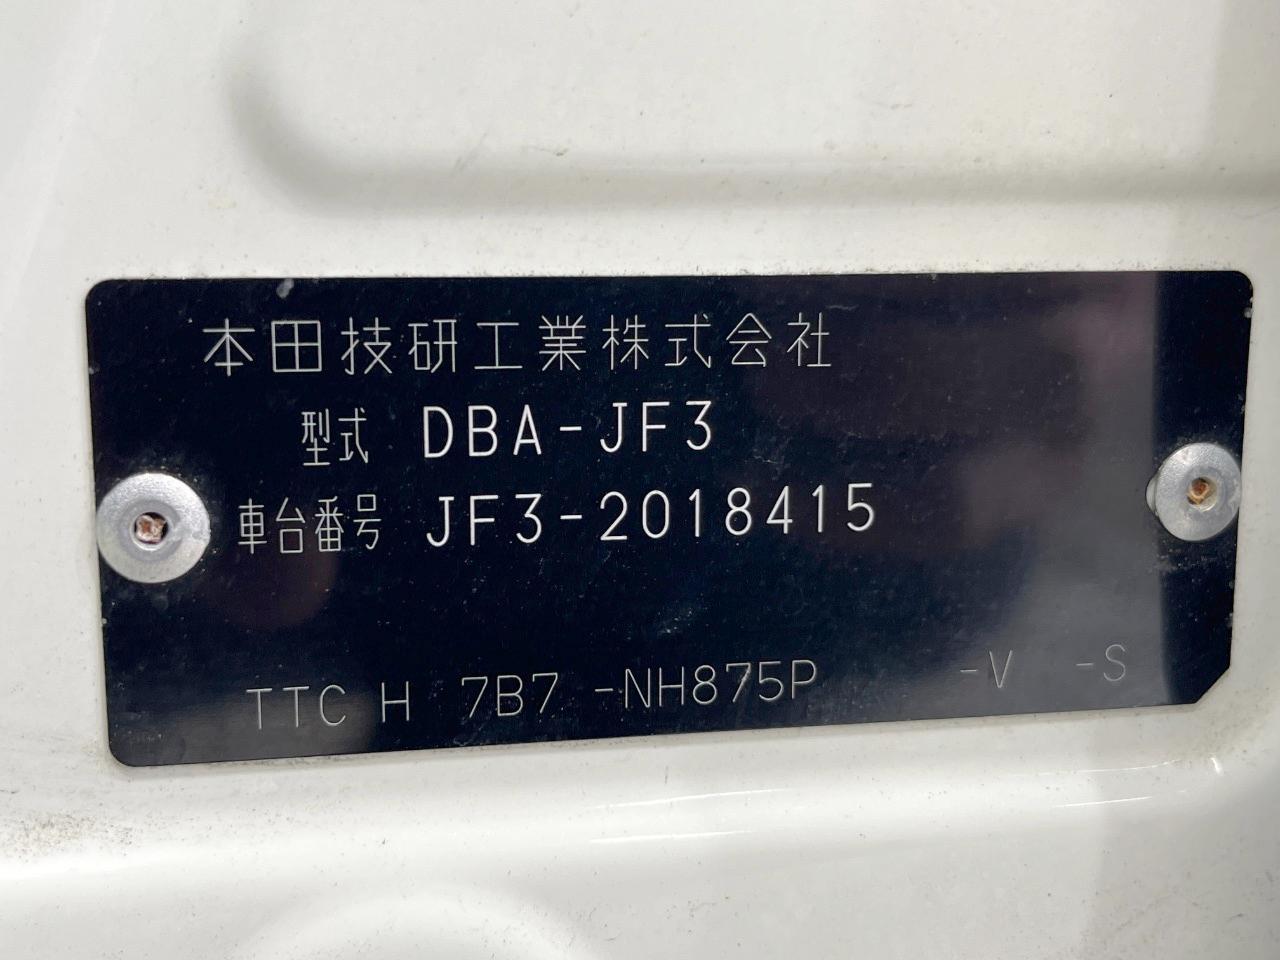 本田技研工業株式会社
型式 DBA-JF3
車台番号 JF3-2018415
TTC H 7B7 -NH875P -V -S